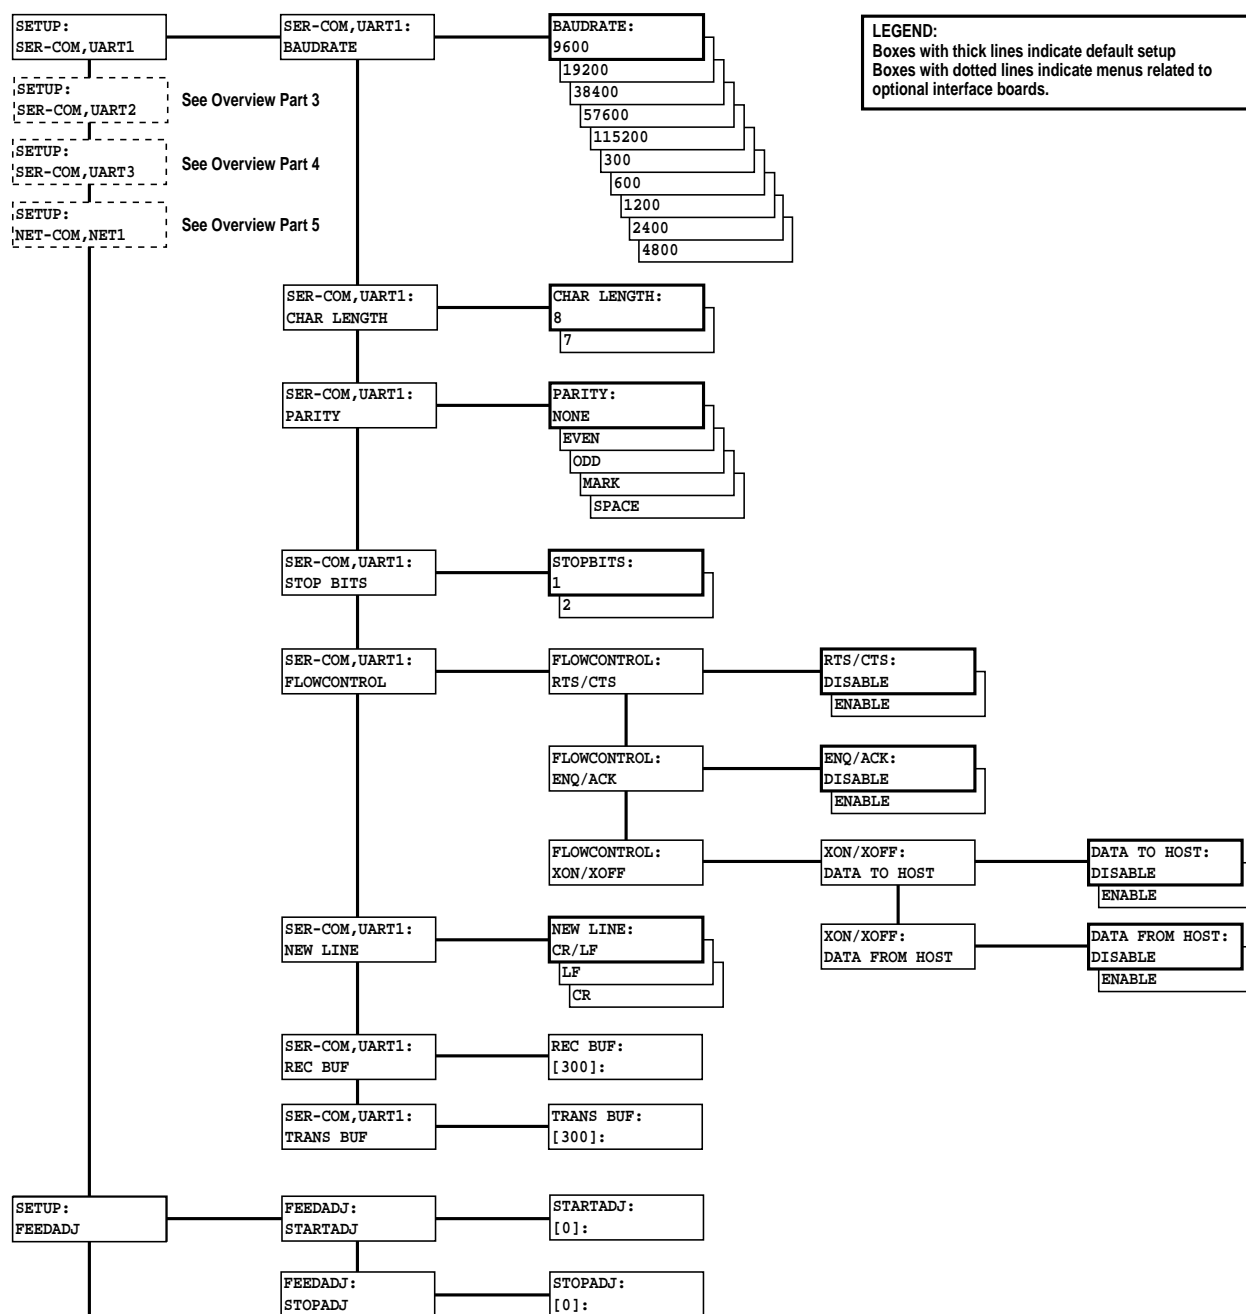 SETUP:
SER-COM,UART1
SER-COM,UART1:
BAUDRATE
BAUDRATE:
9600
19200
38400
57600
115200
300
600
1200
2400
4800
LEGEND:
Boxes with thick lines indicate default setup
Boxes with dotted lines indicate menus related to
optional interface boards.
SETUP:
SER-COM,UART2
See Overview Part 3
SETUP:
SER-COM,UART3
See Overview Part 4
SETUP:
NET-COM,NET1
See Overview Part 5
SER-COM,UART1:
CHAR LENGTH
CHAR LENGTH:
8
7
SER-COM,UART1:
PARITY
PARITY:
NONE
EVEN
ODD
MARK
SPACE
SER-COM,UART1:
STOP BITS
STOPBITS:
1
2
SER-COM,UART1:
FLOWCONTROL
FLOWCONTROL:
RTS/CTS
RTS/CTS:
DISABLE
ENABLE
FLOWCONTROL:
ENQ/ACK
ENQ/ACK:
DISABLE
ENABLE
FLOWCONTROL:
XON/XOFF
XON/XOFF:
DATA TO HOST
DATA TO HOST:
DISABLE
ENABLE
XON/XOFF:
DATA FROM HOST
DATA FROM HOST:
DISABLE
ENABLE
SER-COM,UART1:
NEW LINE
NEW LINE:
CR/LF
LF
CR
SER-COM,UART1:
REC BUF
REC BUF:
[300]:
SER-COM,UART1:
TRANS BUF
TRANS BUF:
[300]:
SETUP:
FEEDADJ
FEEDADJ:
STARTADJ
STARTADJ:
[0]:
FEEDADJ:
STOPADJ
STOPADJ:
[0]: